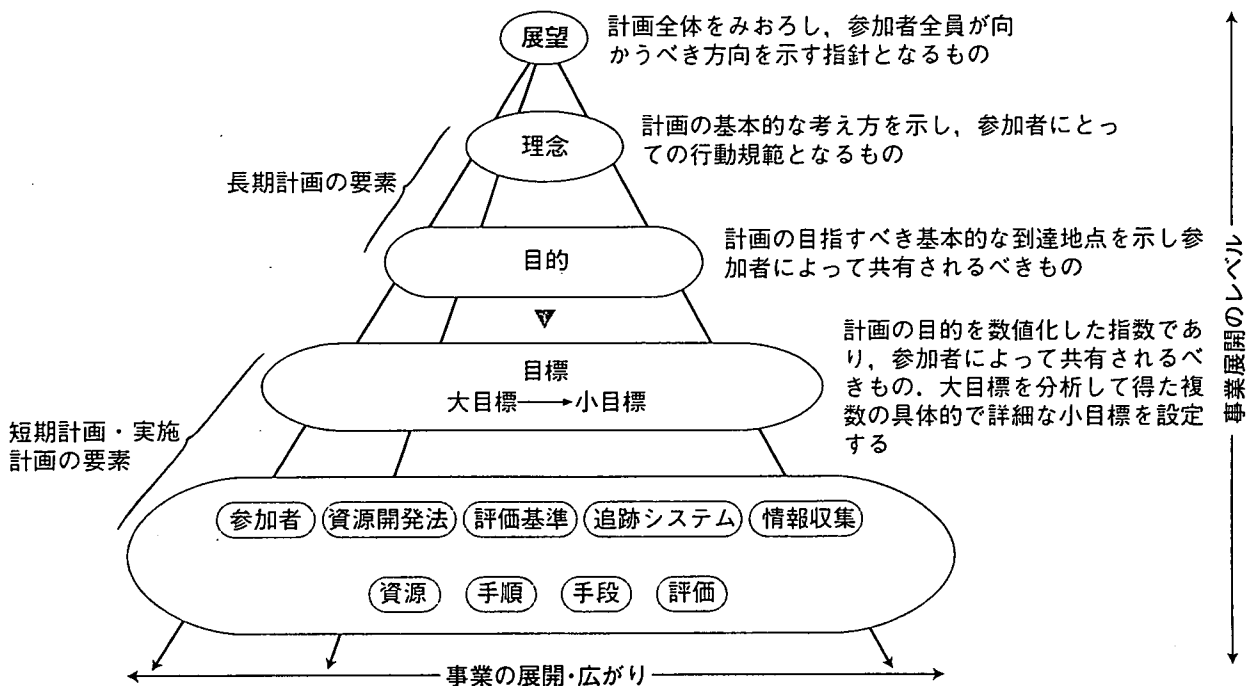 展望
計画全体をみおろし，参加者全員が向
かうべき方向を示す指針となるもの
理念
計画の基本的な考え方を示し，参加者にとっ
ての行動規範となるもの
長期計画の要素
目的
計画の目指すべき基本的な到達地点を示し参
加者によって共有されるべきもの
目標
大目標→小目標
計画の目的を数値化した指数であ
り，参加者によって共有されるべ
きもの．大目標を分析して得た複
数の具体的で詳細な小目標を設定
する
短期計画・実施
計画の要素
参加者 資源開発法 評価基準 追跡システム 情報収集
資源 手順 手段 評価
事業の展開・広がり
事業展開のレベル